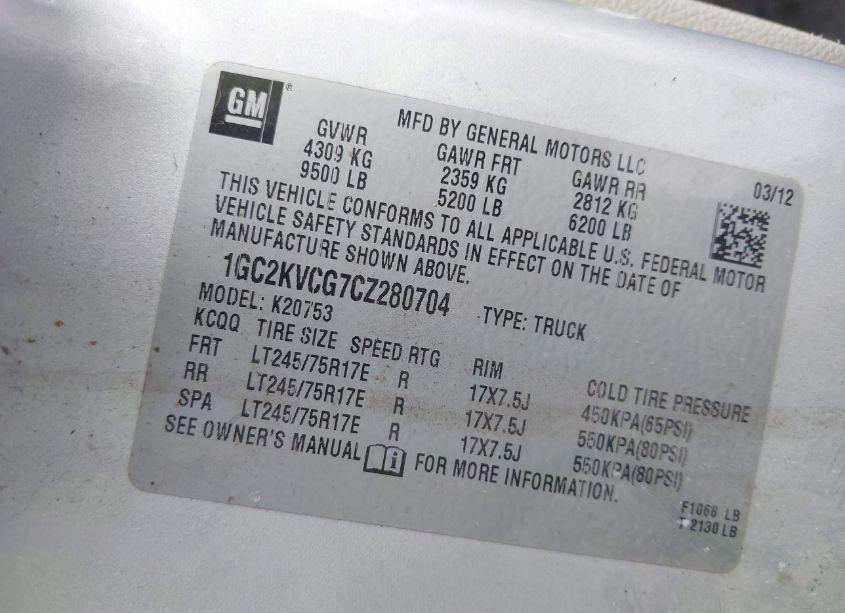 GM
MFD BY GENERAL MOTORS LLC
03/12
GVWR GAWR FRT GAWR RR
4309 KG 2359 KG 2812 KG
9500 LB 5200 LB 6200 LB
THIS VEHICLE CONFORMS TO ALL APPLICABLE U.S. FEDERAL MOTOR
VEHICLE SAFETY STANDARDS IN EFFECT ON THE DATE OF
MANUFACTURE SHOWN ABOVE.
1GC2KVCG7CZ280704 TYPE: TRUCK
MODEL: K20753
KCQQ TIRE SIZE SPEED RTG RIM COLD TIRE PRESSURE
FRT LT245/75R17E R 17X7.5J 450KPA(65PSI)
RR LT245/75R17E R 17X7.5J 550KPA(80PSI)
SPA LT245/75R17E R 17X7.5J 550KPA(80PSI)
SEE OWNER'S MANUAL i FOR MORE INFORMATION.
F1068 LB
T 2130 LB